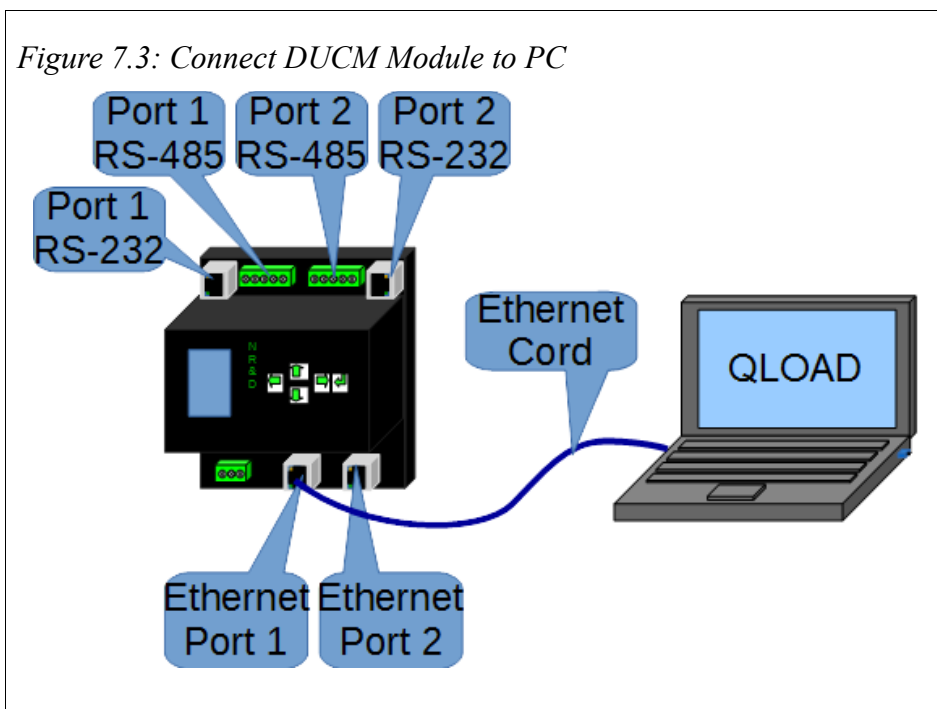 Figure 7.3: Connect DUCM Module to PC
Port 1
RS-485
Port 2
RS-485
Port 2
RS-232
Port 1
RS-232
NR&D
Ethernet
Cord
QLOAD
Ethernet
Port 1
Ethernet
Port 2